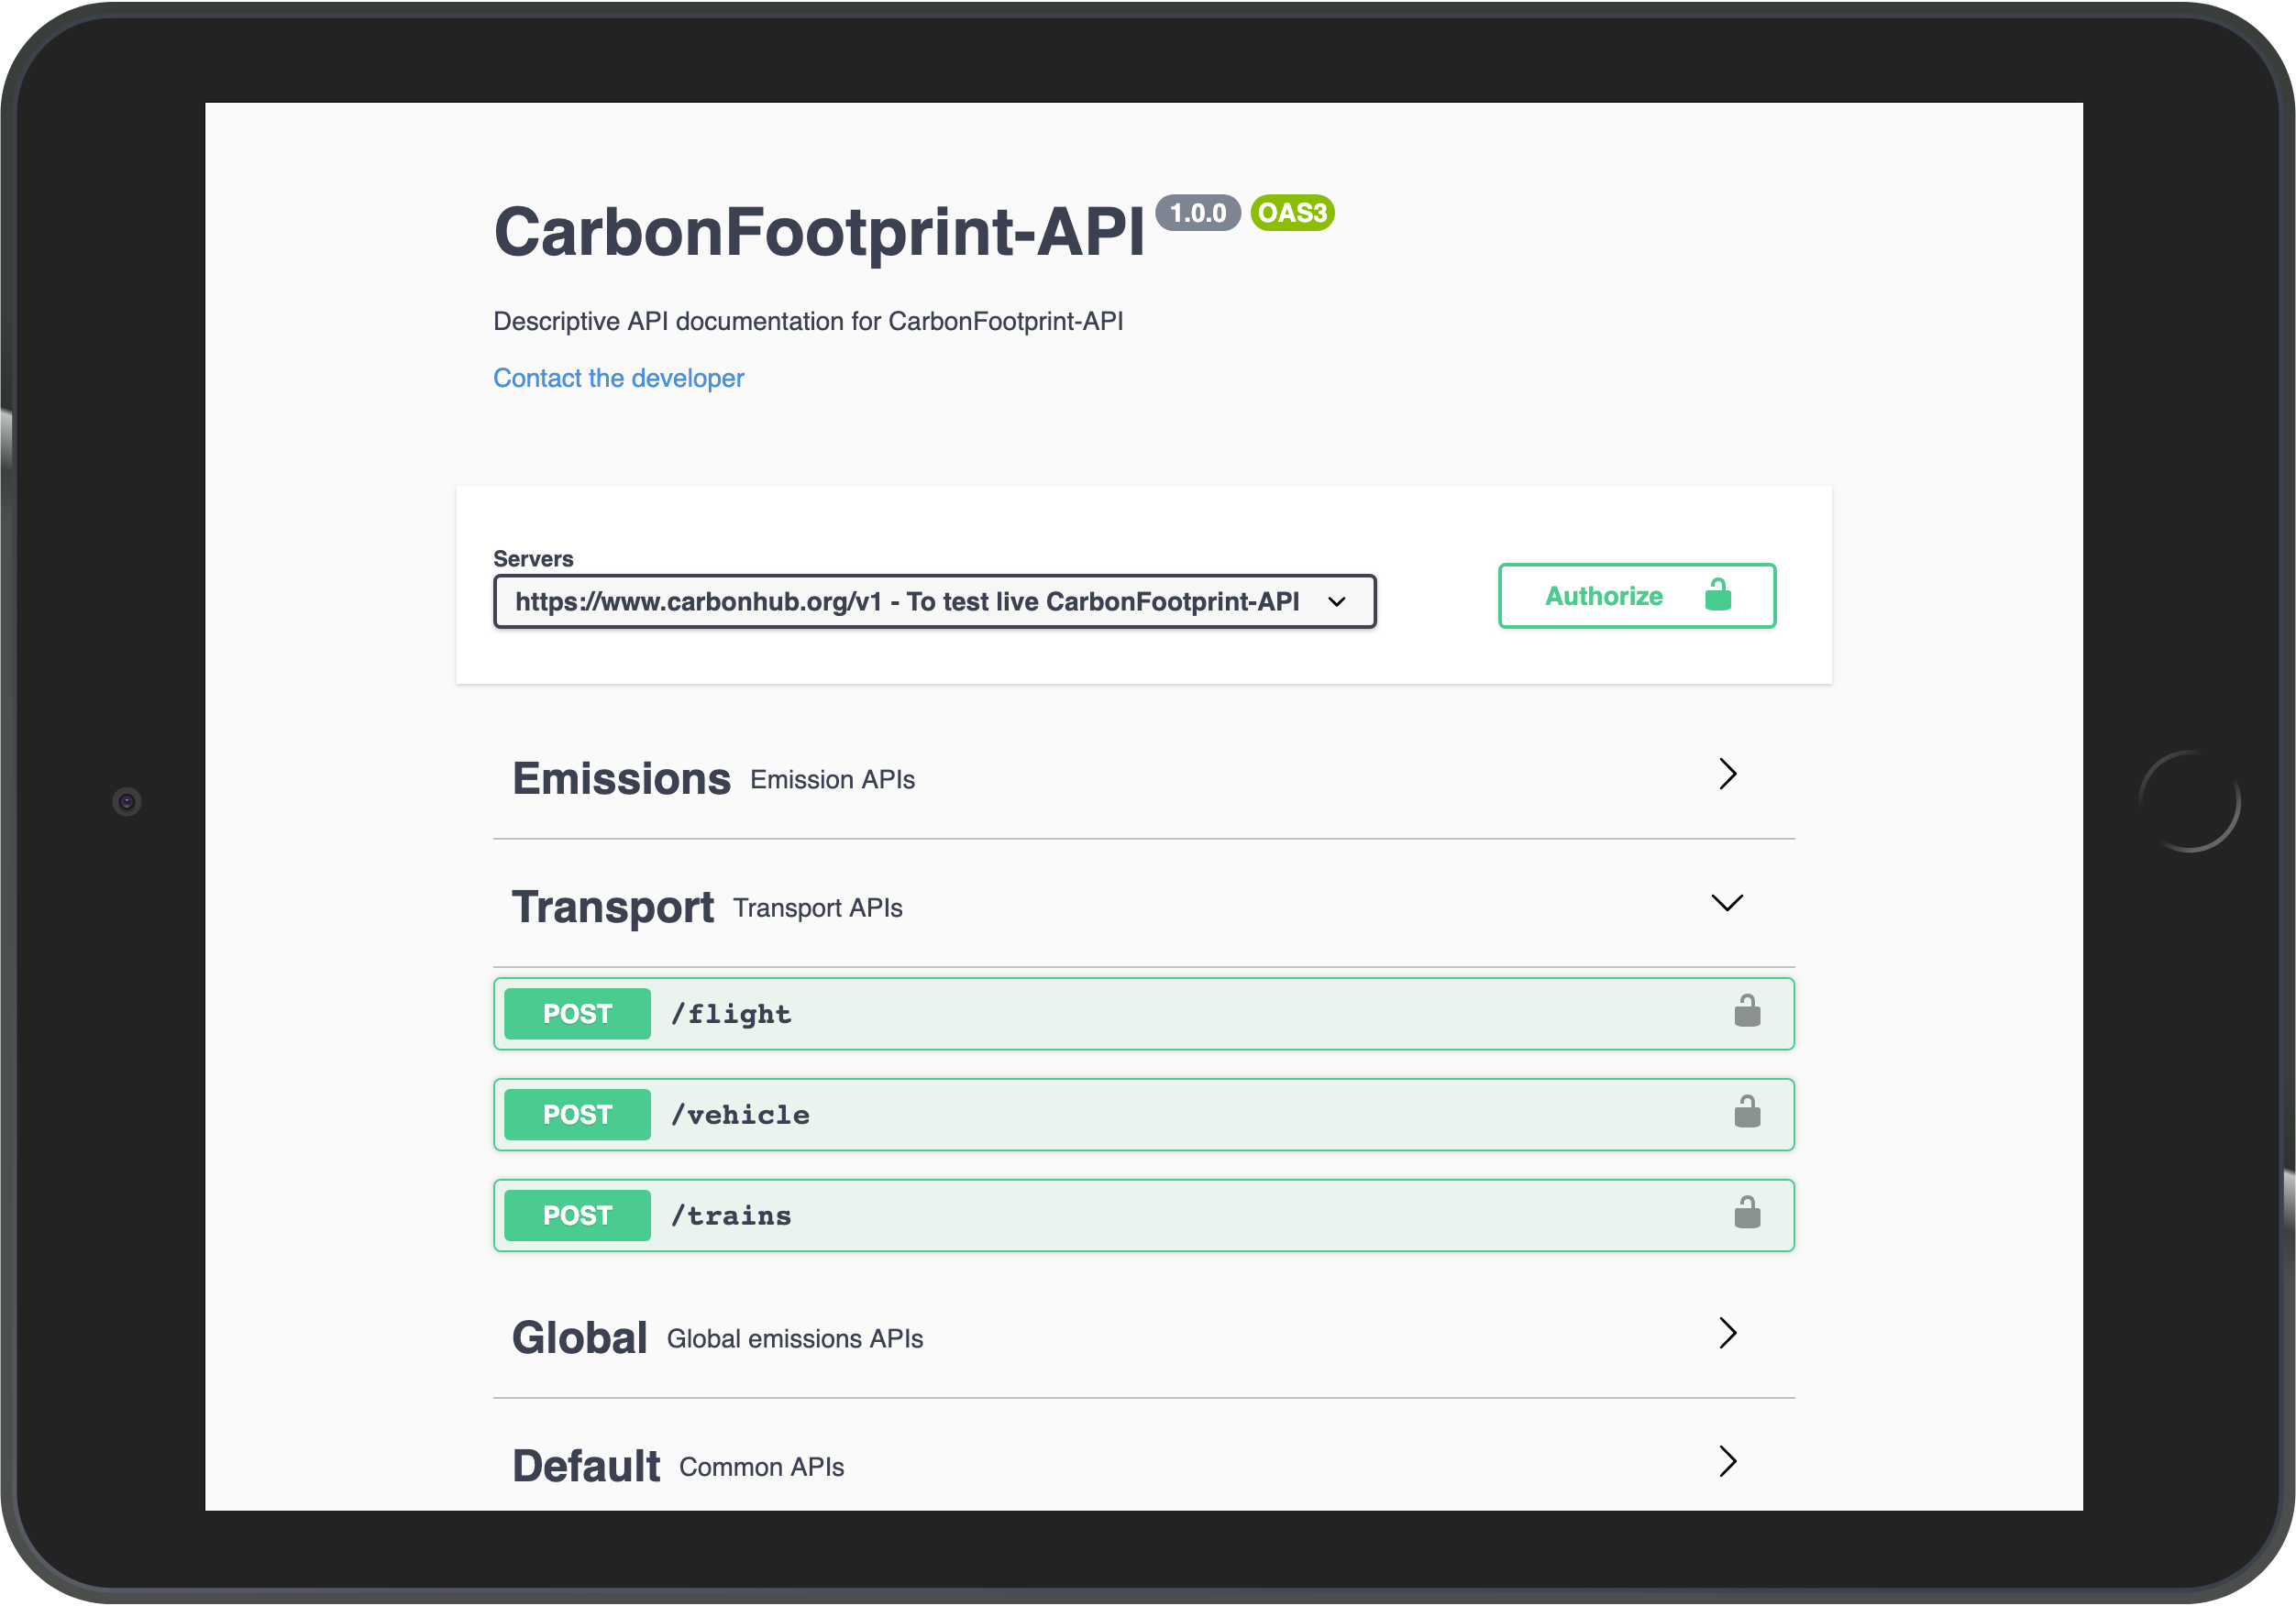 CarbonFootprint-API 1.0.0 OAS3
Descriptive API documentation for CarbonFootprint-API
Contact the developer
Servers
https://www.carbonhub.org/v1 - To test live CarbonFootprint-API
Authorize
Emissions Emission APIs
Transport Transport APIs
POST /flight
POST /vehicle
POST /trains
Global Global emissions APIs
Default Common APIs